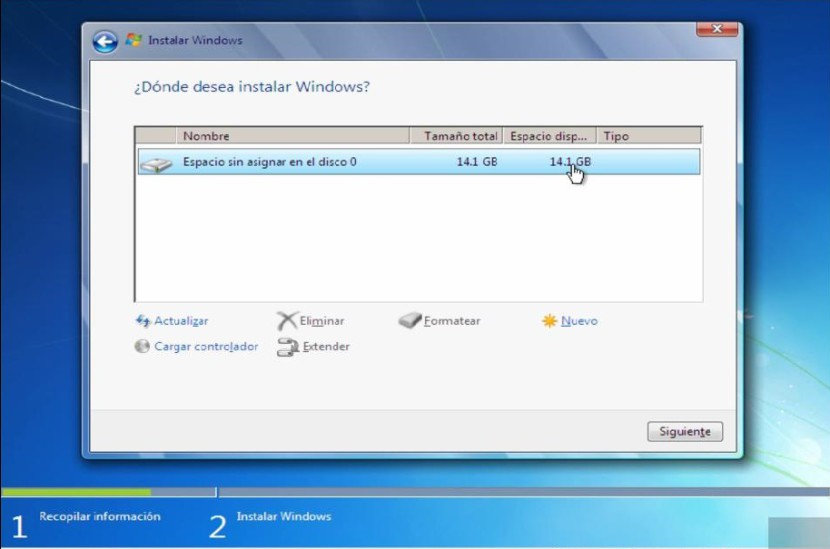 Instalar Windows
¿Dónde desea instalar Windows?
Nombre Tamaño total Espacio disp... Tipo
Espacio sin asignar en el disco 0 14.1 GB 14.1 GB
Actualizar Eliminar Formatear Nuevo
Cargar controlador Extender
Siguiente
1 Recopilar información 2 Instalar Windows